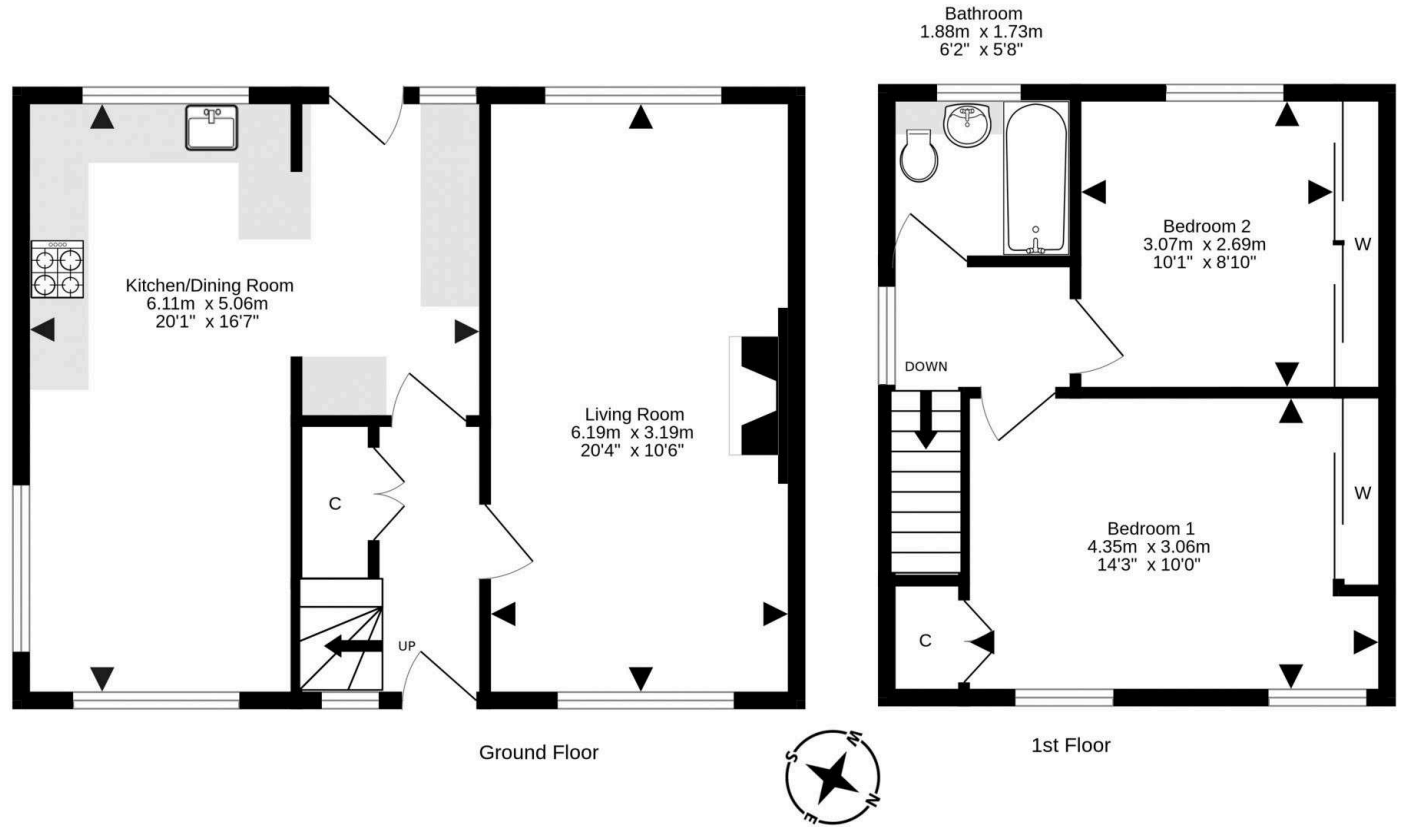 Bathroom
1.88m x 1.73m
6'2" x 5'8"
Kitchen/Dining Room
6.11m x 5.06m
20'1" x 16'7"
Living Room
6.19m x 3.19m
20'4" x 10'6"
C
UP
Ground Floor
Bedroom 2
3.07m x 2.69m
10'1" x 8'10"
W
DOWN
Bedroom 1
4.35m x 3.06m
14'3" x 10'0"
W
C
1st Floor
W
S
N
E